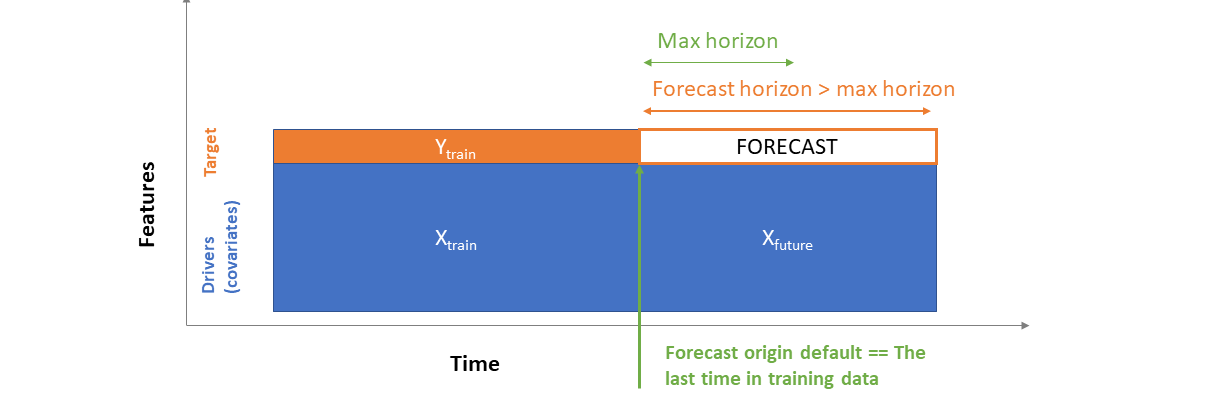 Max horizon
Forecast horizon > max horizon
Target
Ytrain
FORECAST
Features
Drivers
(covariates)
Xtrain
Xfuture
Time
Forecast origin default == The
last time in training data